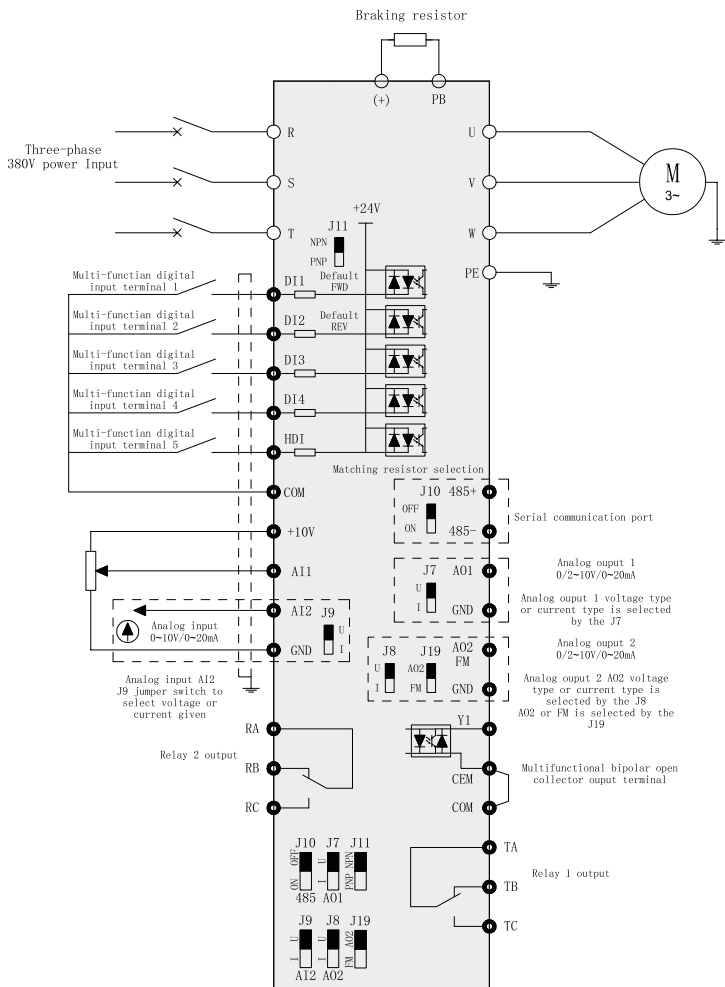 Braking resistor
(+)
PB
Three-phase
380V power Input
R
S
T
U
V
W
PE
M
3~
+24V
J11
NPN
PNP
Multi-functian digital
input terminal 1
DI1
Default
FWD
Multi-functian digital
input terminal 2
DI2
Default
REV
Multi-functian digital
input terminal 3
DI3
Multi-functian digital
input terminal 4
DI4
Multi-functian digital
input terminal 5
HDI
COM
+10V
AI1
AI2
GND
J9
U
I
Analog input
0~10V/0~20mA
Analog input AI2
J9 jumper switch to
select voltage or
current given
Matching resistor selection
J10
485+
OFF
ON
485-
Serial communication port
J7
AO1
U
I
GND
Analog ouput 1
0/2~10V/0~20mA
Analog ouput 1 voltage type
or current type is selected
by the J7
J8
J19
AO2
FM
U
AO2
I
FM
GND
Analog ouput 2
0/2~10V/0~20mA
Analog ouput 2 AO2 voltage
type or current type is
selected by the J8
AO2 or FM is selected by the
J19
RA
Relay 2 output
RB
RC
Y1
CEM
COM
Multifunctional bipolar open
collector ouput terminal
TA
TB
TC
Relay 1 output
J10 J7 J11
ON OFF
I U
PNP NPN
485 AO1
J9 J8 J19
I U
I U
FM AO2
AI2 AO2